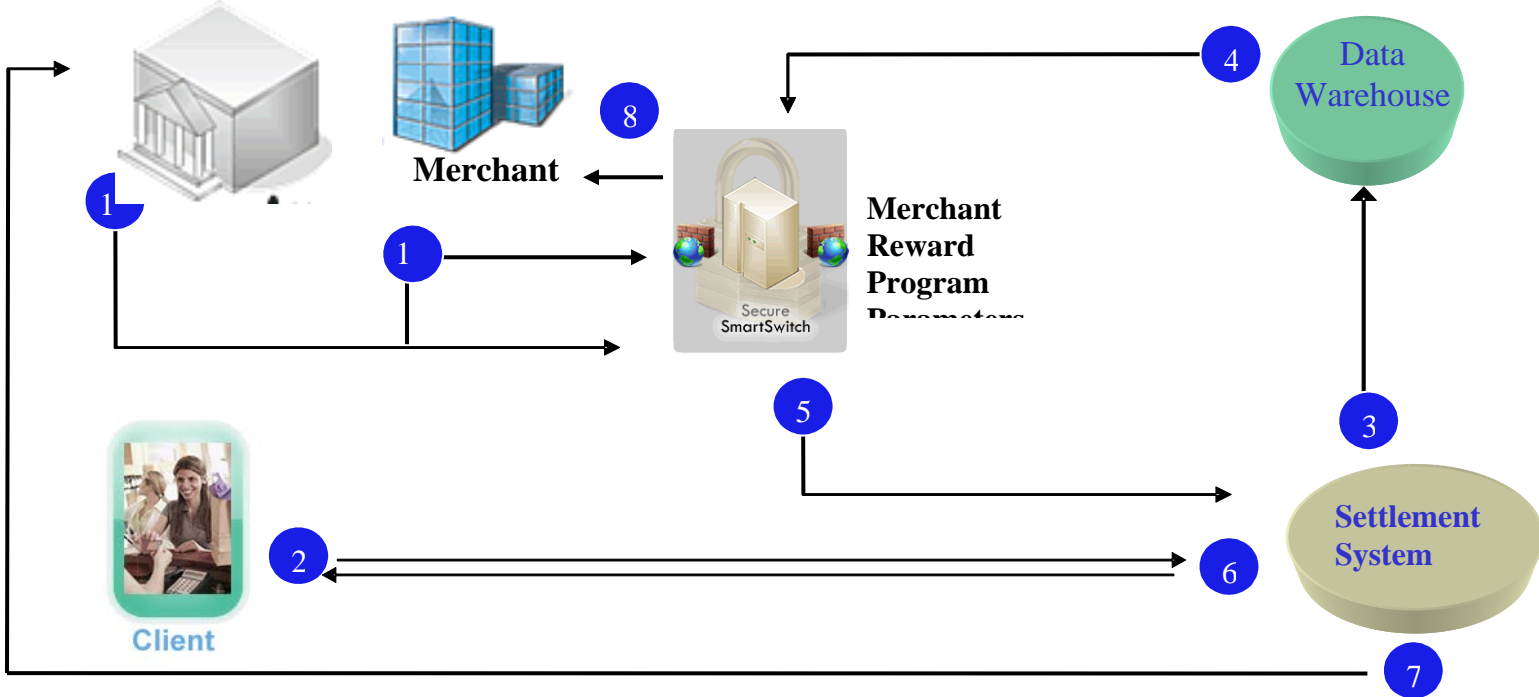 4
Data
Warehouse
8
Merchant
1
Merchant
Reward
Program
Parameters
1
Secure
SmartSwitch
5
3
Settlement
System
2
6
Client
7